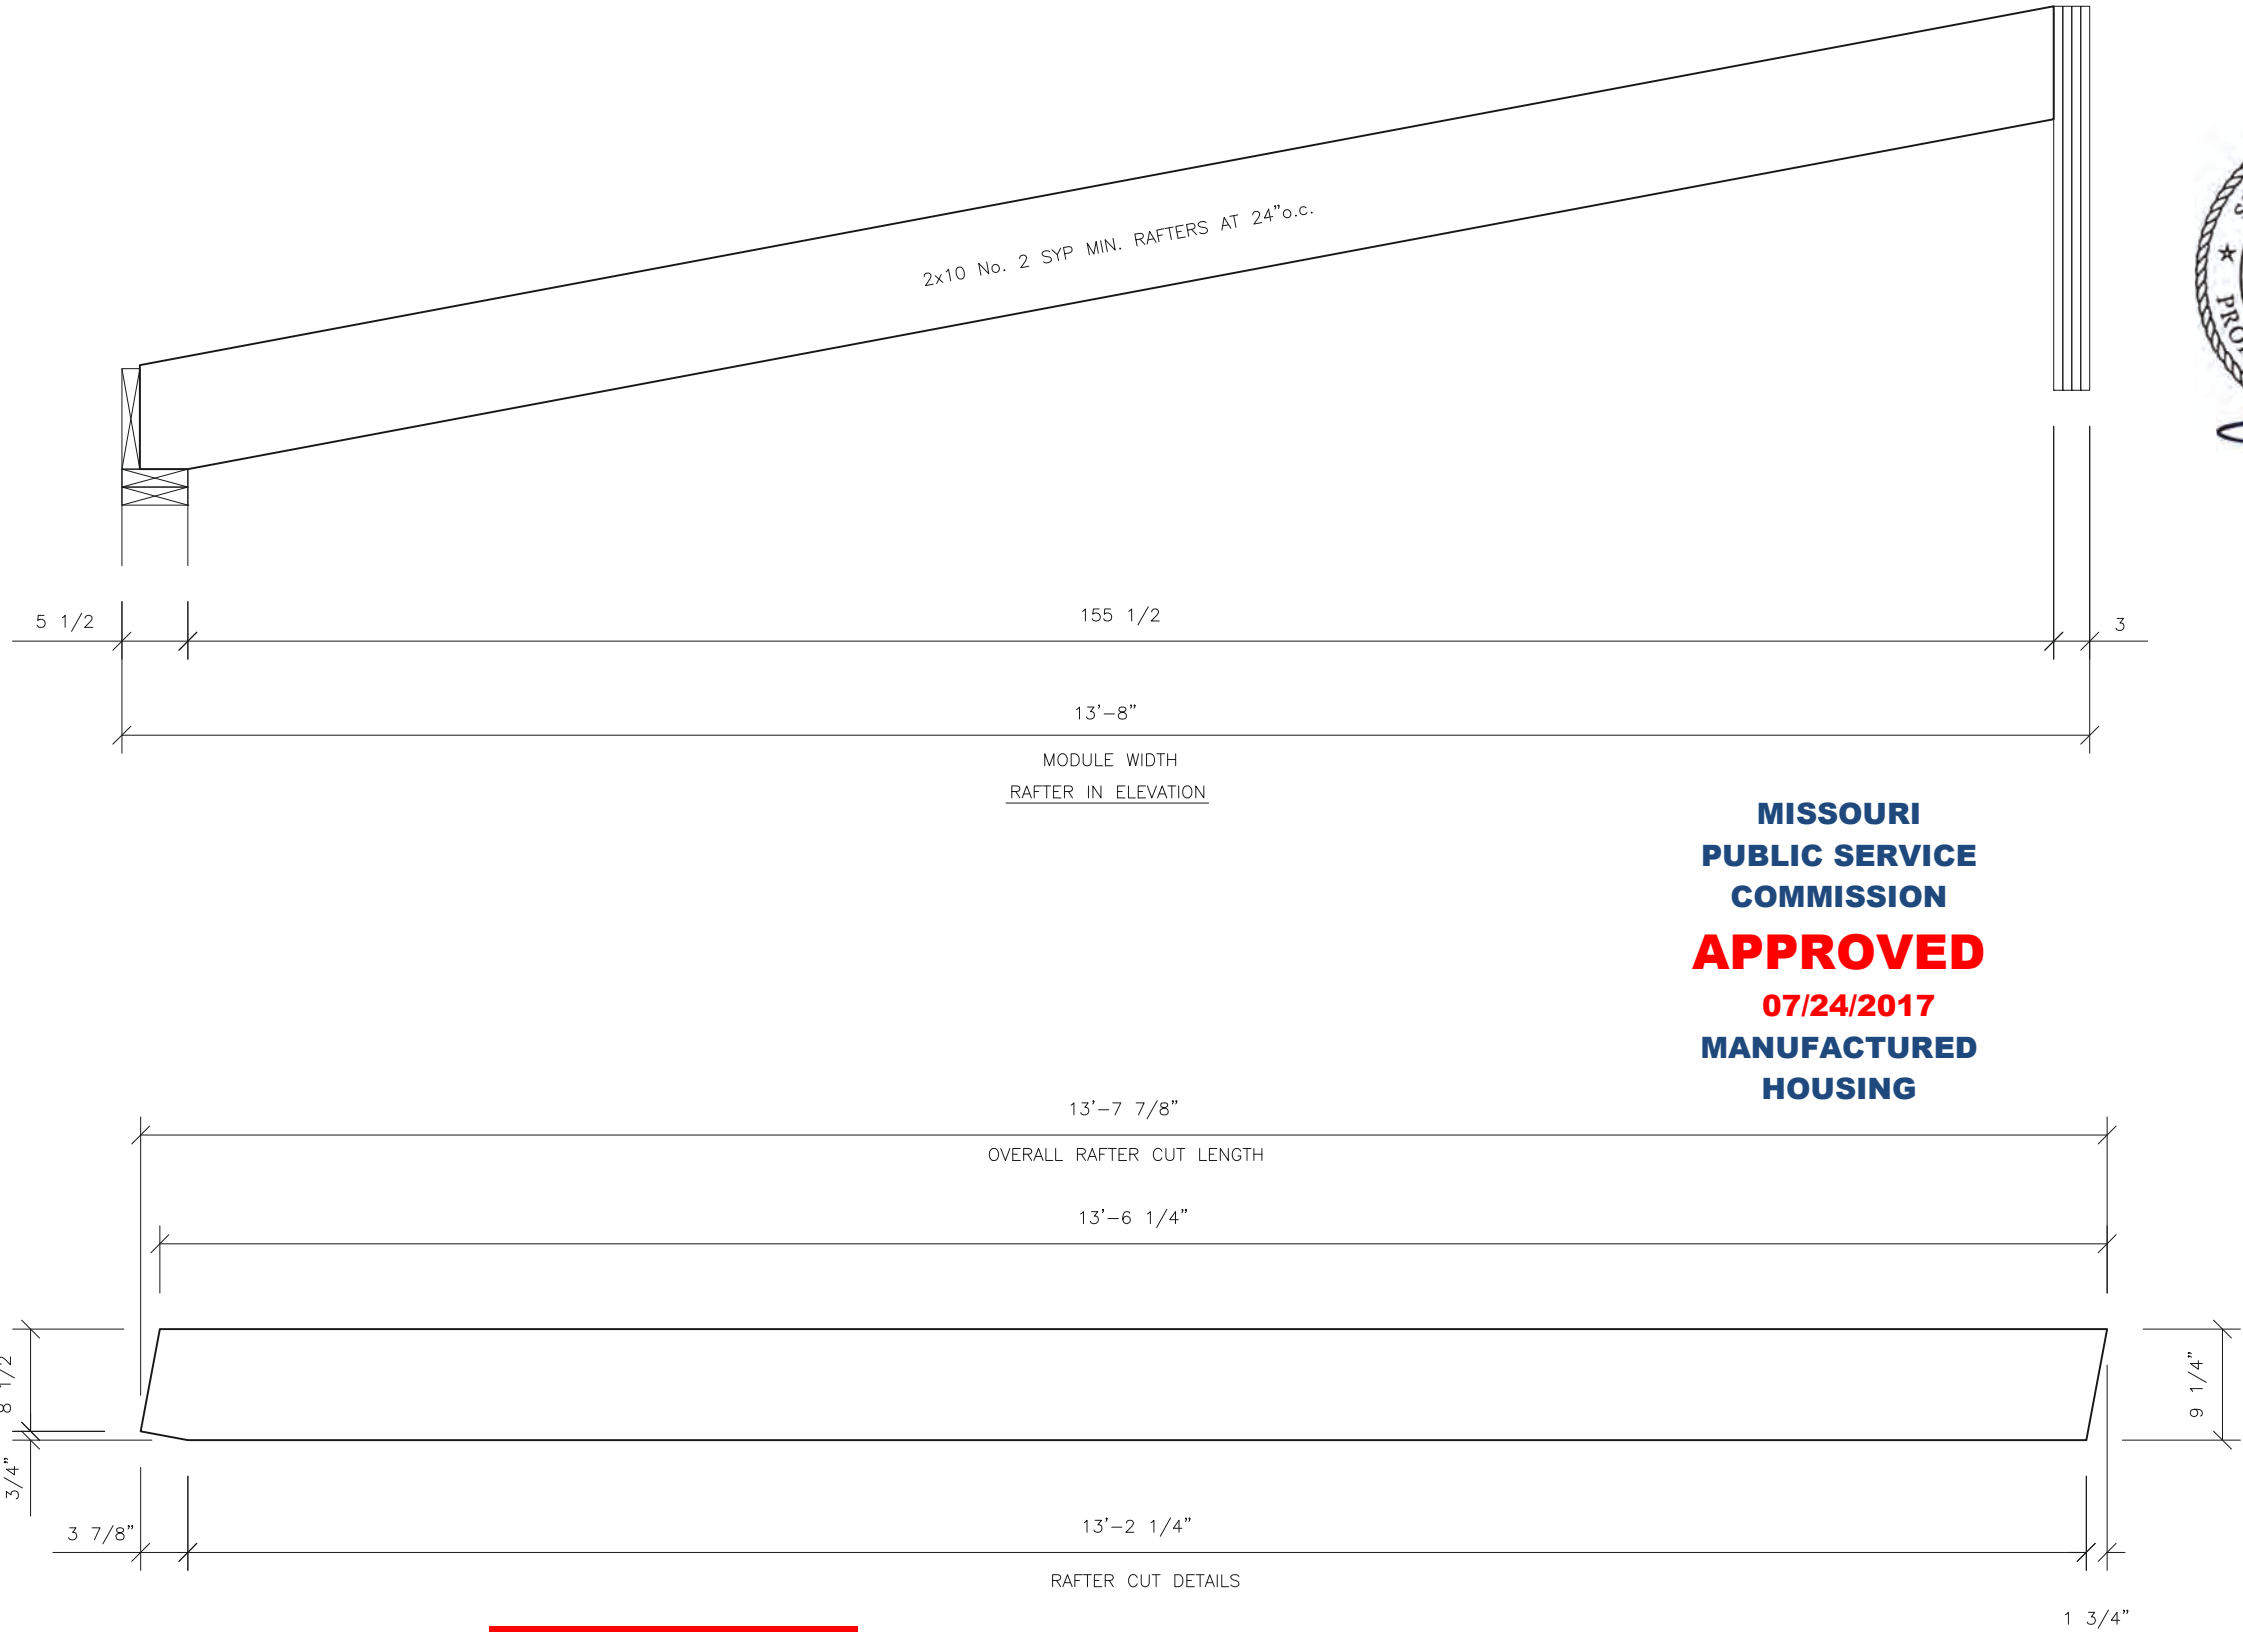 2x10 No. 2 SYP MIN. RAFTERS AT 24"o.c.
PRO
5 1/2
155 1/2
3
13'-8"
MODULE WIDTH
RAFTER IN ELEVATION
MISSOURI
PUBLIC SERVICE
COMMISSION
APPROVED
07/24/2017
MANUFACTURED
HOUSING
13'-7 7/8"
OVERALL RAFTER CUT LENGTH
13'-6 1/4"
8 1/2
9 1/4"
3/4"
3 7/8"
13'-2 1/4"
RAFTER CUT DETAILS
1 3/4"